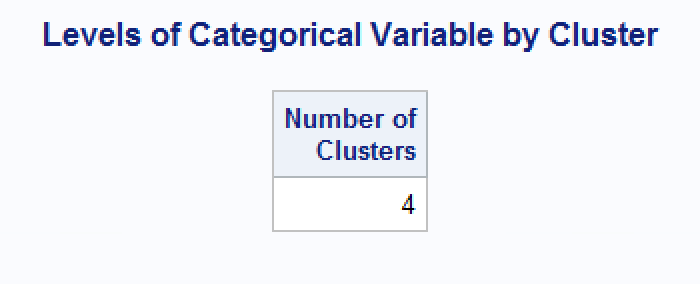 Levels of Categorical Variable by Cluster
Number of
Clusters
4